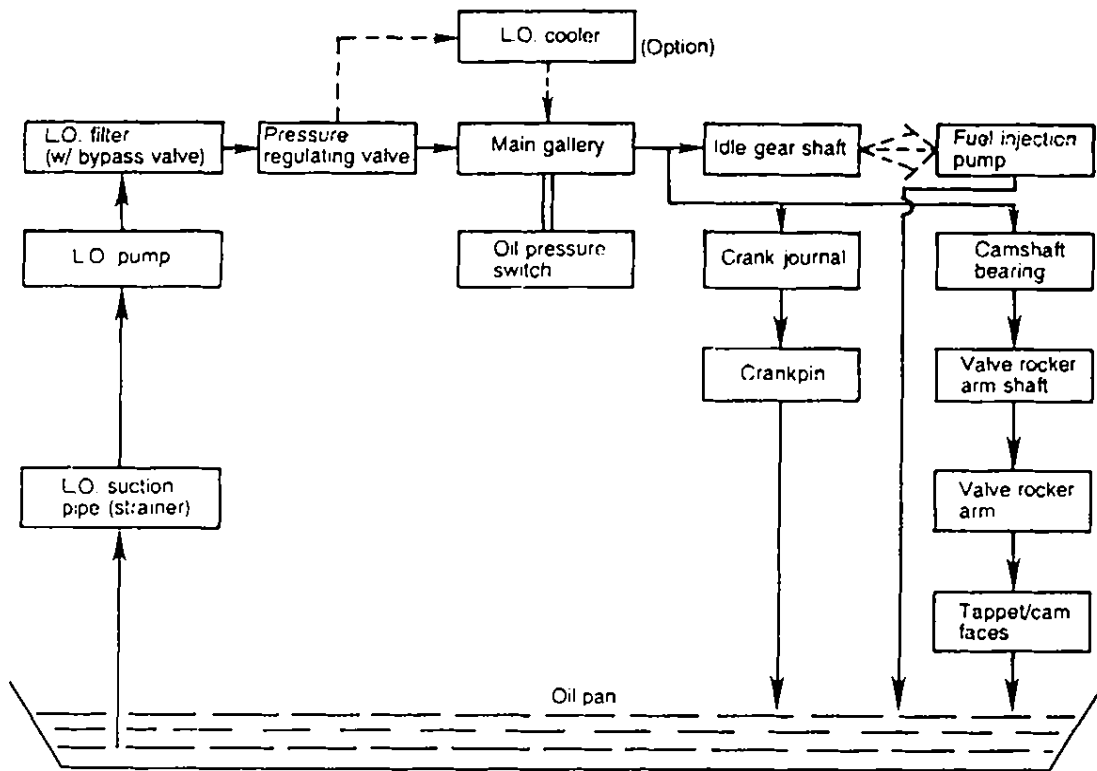 L.O. cooler
(Option)
L.O. filter
(w/ bypass valve)
Pressure
regulating valve
Main gallery
Idle gear shaft
Fuel injection
pump
L.O. pump
Oil pressure
switch
Crank journal
Camshaft
bearing
Crankpin
Valve rocker
arm shaft
L.O. suction
pipe (strainer)
Valve rocker
arm
Tappet/cam
faces
Oil pan